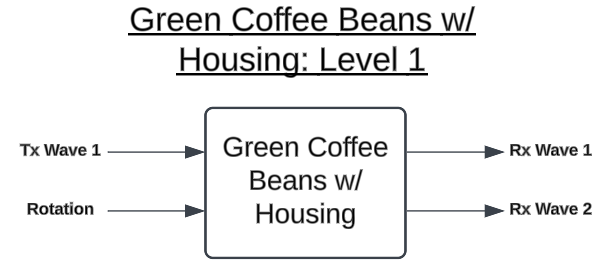 Green Coffee Beans w/
Housing: Level 1
Tx Wave 1
Rotation
Green Coffee
Beans w/
Housing
Rx Wave 1
Rx Wave 2